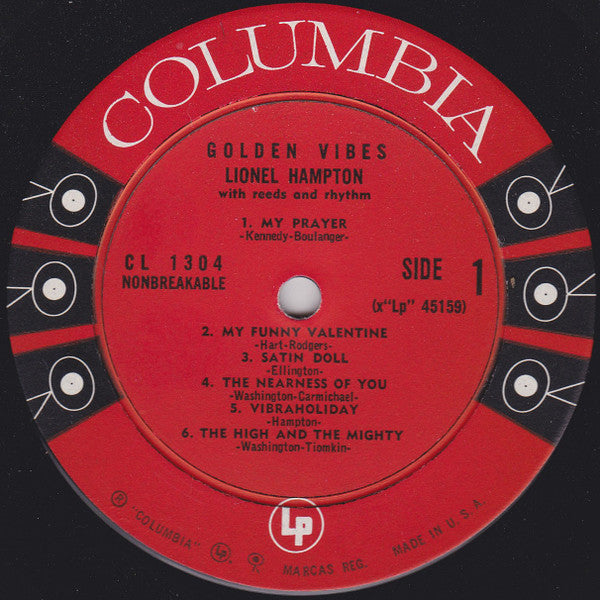 COLUMBIA
GOLDEN VIBES
LIONEL HAMPTON
with reeds and rhythm
1. MY PRAYER
-Kennedy-Boulanger-
CL 1304
NONBREAKABLE
SIDE 1
(x"Lp" 45159)
2. MY FUNNY VALENTINE
-Hart-Rodgers-
3. SATIN DOLL
-Ellington-
4. THE NEARNESS OF YOU
-Washington-Carmichael-
5. VIBRAHOLIDAY
-Hampton-
6. THE HIGH AND THE MIGHTY
-Washington-Tiomkin-
Lp
® "COLUMBIA" Lp MARCAS REG. MADE IN U.S.A.